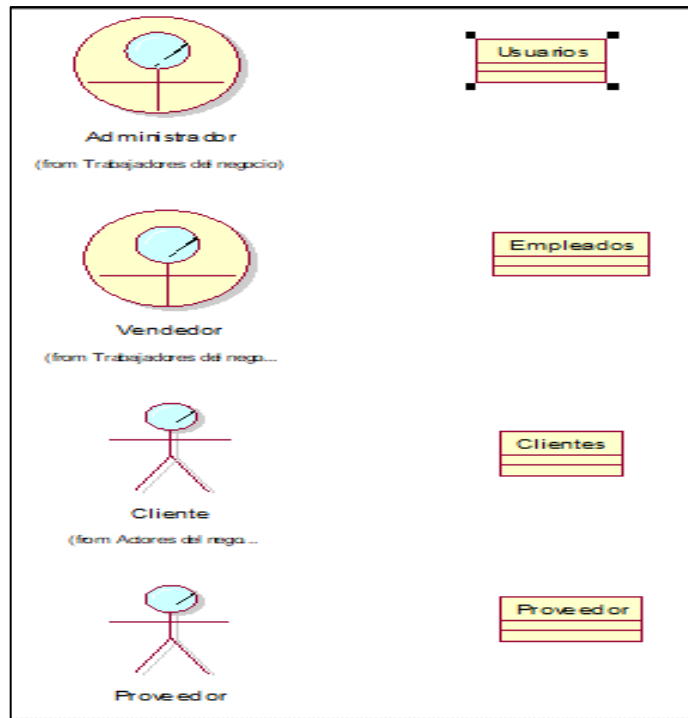 Usuarios
Administrador
(from Trabajadores del negocio)
Empleados
Vendedor
(from Trabajadores del nego...
Clientes
Cliente
(from Actores del nego...
Proveedor
Proveedor